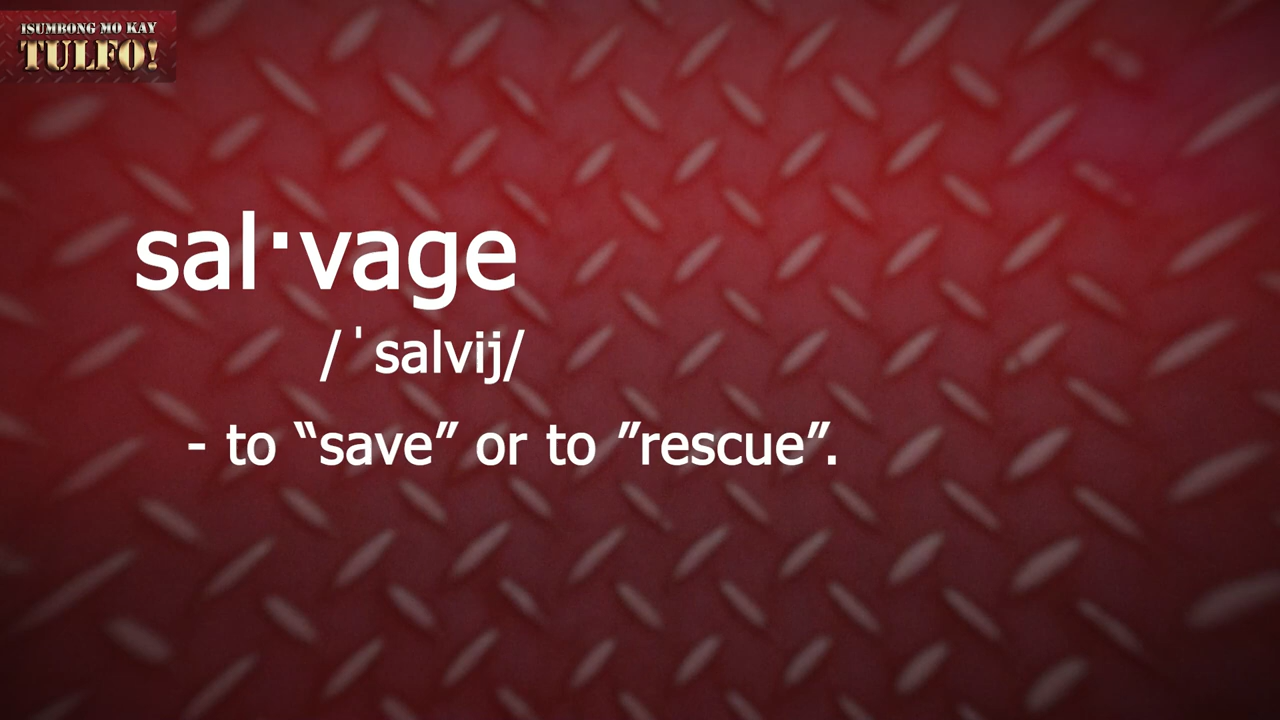 ISUMBONG MO KAY
TULFO!
sal·vage
/ˈsalvij/
- to “save” or to ”rescue”.